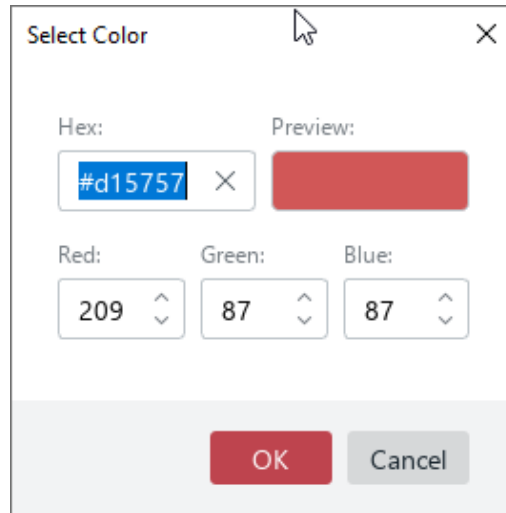 Select Color
Hex: Preview:
#d15757
Red: Green: Blue:
209 87 87
OK Cancel